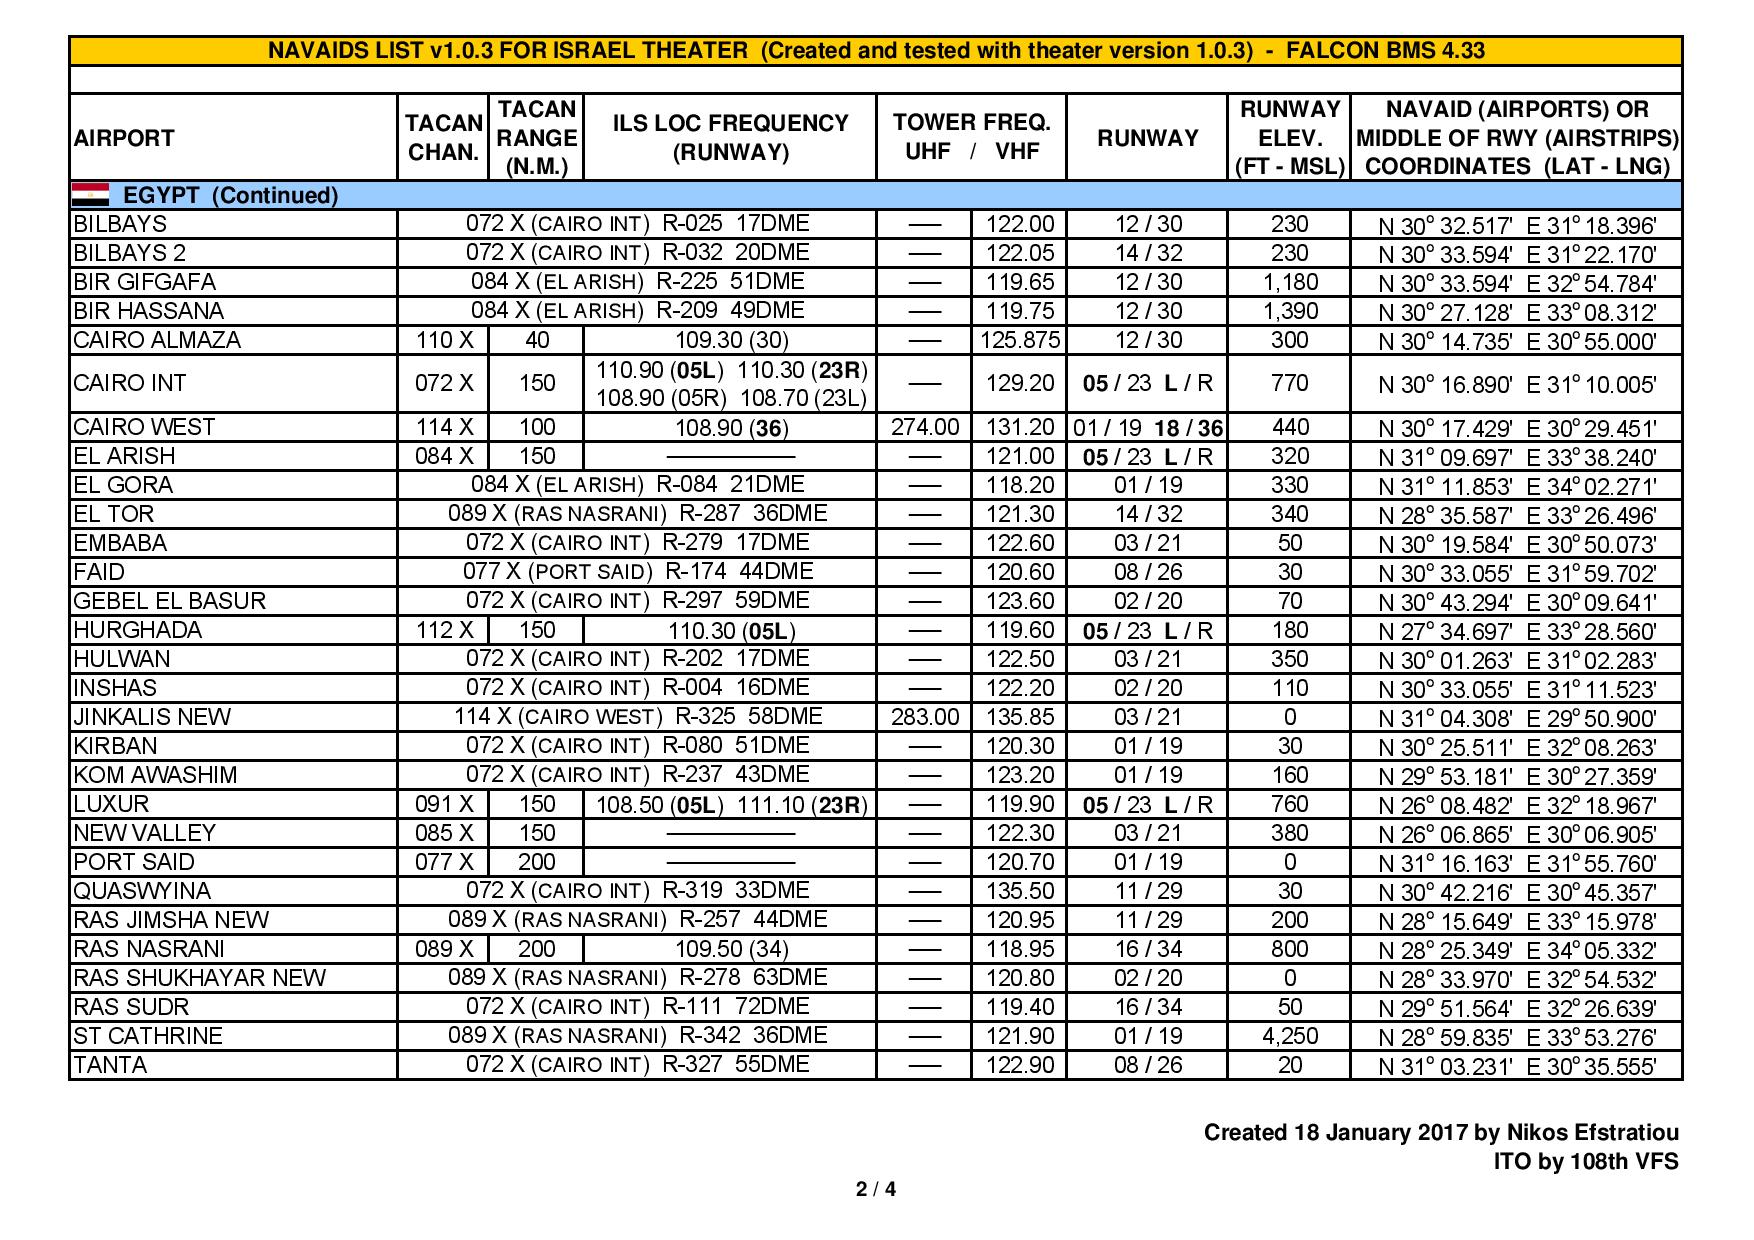 NAVAIDS LIST v1.0.3 FOR ISRAEL THEATER (Created and tested with theater version 1.0.3) - FALCON BMS 4.33
AIRPORT TACAN CHAN. TACAN RANGE (N.M.) ILS LOC FREQUENCY (RUNWAY) TOWER FREQ. UHF / VHF RUNWAY RUNWAY ELEV. (FT - MSL) NAVAID (AIRPORTS) OR MIDDLE OF RWY (AIRSTRIPS) COORDINATES (LAT - LNG)
EGYPT (Continued)
BILBAYS 072 X (CAIRO INT) R-025 17DME — 122.00 12 / 30 230 N 30° 32.517' E 31° 18.396'
BILBAYS 2 072 X (CAIRO INT) R-032 20DME — 122.05 14 / 32 230 N 30° 33.594' E 31° 22.170'
BIR GIFGAFA 084 X (EL ARISH) R-225 51DME — 119.65 12 / 30 1,180 N 30° 33.594' E 32° 54.784'
BIR HASSANA 084 X (EL ARISH) R-209 49DME — 119.75 12 / 30 1,390 N 30° 27.128' E 33° 08.312'
CAIRO ALMAZA 110 X 40 109.30 (30) — 125.875 12 / 30 300 N 30° 14.735' E 30° 55.000'
CAIRO INT 072 X 150 110.90 (05L) 110.30 (23R) 108.90 (05R) 108.70 (23L) — 129.20 05 / 23 L / R 770 N 30° 16.890' E 31° 10.005'
CAIRO WEST 114 X 100 108.90 (36) 274.00 131.20 01 / 19 18 / 36 440 N 30° 17.429' E 30° 29.451'
EL ARISH 084 X 150 — — 121.00 05 / 23 L / R 320 N 31° 09.697' E 33° 38.240'
EL GORA 084 X (EL ARISH) R-084 21DME — 118.20 01 / 19 330 N 31° 11.853' E 34° 02.271'
EL TOR 089 X (RAS NASRANI) R-287 36DME — 121.30 14 / 32 340 N 28° 35.587' E 33° 26.496'
EMBABA 072 X (CAIRO INT) R-279 17DME — 122.60 03 / 21 50 N 30° 19.584' E 30° 50.073'
FAID 077 X (PORT SAID) R-174 44DME — 120.60 08 / 26 30 N 30° 33.055' E 31° 59.702'
GEBEL EL BASUR 072 X (CAIRO INT) R-297 59DME — 123.60 02 / 20 70 N 30° 43.294' E 30° 09.641'
HURGHADA 112 X 150 110.30 (05L) — 119.60 05 / 23 L / R 180 N 27° 34.697' E 33° 28.560'
HULWAN 072 X (CAIRO INT) R-202 17DME — 122.50 03 / 21 350 N 30° 01.263' E 31° 02.283'
INSHAS 072 X (CAIRO INT) R-004 16DME — 122.20 02 / 20 110 N 30° 33.055' E 31° 11.523'
JINKALIS NEW 114 X (CAIRO WEST) R-325 58DME 283.00 135.85 03 / 21 0 N 31° 04.308' E 29° 50.900'
KIRBAN 072 X (CAIRO INT) R-080 51DME — 120.30 01 / 19 30 N 30° 25.511' E 32° 08.263'
KOM AWASHIM 072 X (CAIRO INT) R-237 43DME — 123.20 01 / 19 160 N 29° 53.181' E 30° 27.359'
LUXUR 091 X 150 108.50 (05L) 111.10 (23R) — 119.90 05 / 23 L / R 760 N 26° 08.482' E 32° 18.967'
NEW VALLEY 085 X 150 — — 122.30 03 / 21 380 N 26° 06.865' E 30° 06.905'
PORT SAID 077 X 200 — — 120.70 01 / 19 0 N 31° 16.163' E 31° 55.760'
QUASWYINA 072 X (CAIRO INT) R-319 33DME — 135.50 11 / 29 30 N 30° 42.216' E 30° 45.357'
RAS JIMSHA NEW 089 X (RAS NASRANI) R-257 44DME — 120.95 11 / 29 200 N 28° 15.649' E 33° 15.978'
RAS NASRANI 089 X 200 109.50 (34) — 118.95 16 / 34 800 N 28° 25.349' E 34° 05.332'
RAS SHUKHAYAR NEW 089 X (RAS NASRANI) R-278 63DME — 120.80 02 / 20 0 N 28° 33.970' E 32° 54.532'
RAS SUDR 072 X (CAIRO INT) R-111 72DME — 119.40 16 / 34 50 N 29° 51.564' E 32° 26.639'
ST CATHRINE 089 X (RAS NASRANI) R-342 36DME — 121.90 01 / 19 4,250 N 28° 59.835' E 33° 53.276'
TANTA 072 X (CAIRO INT) R-327 55DME — 122.90 08 / 26 20 N 31° 03.231' E 30° 35.555'
Created 18 January 2017 by Nikos Efstratiou
ITO by 108th VFS
2 / 4